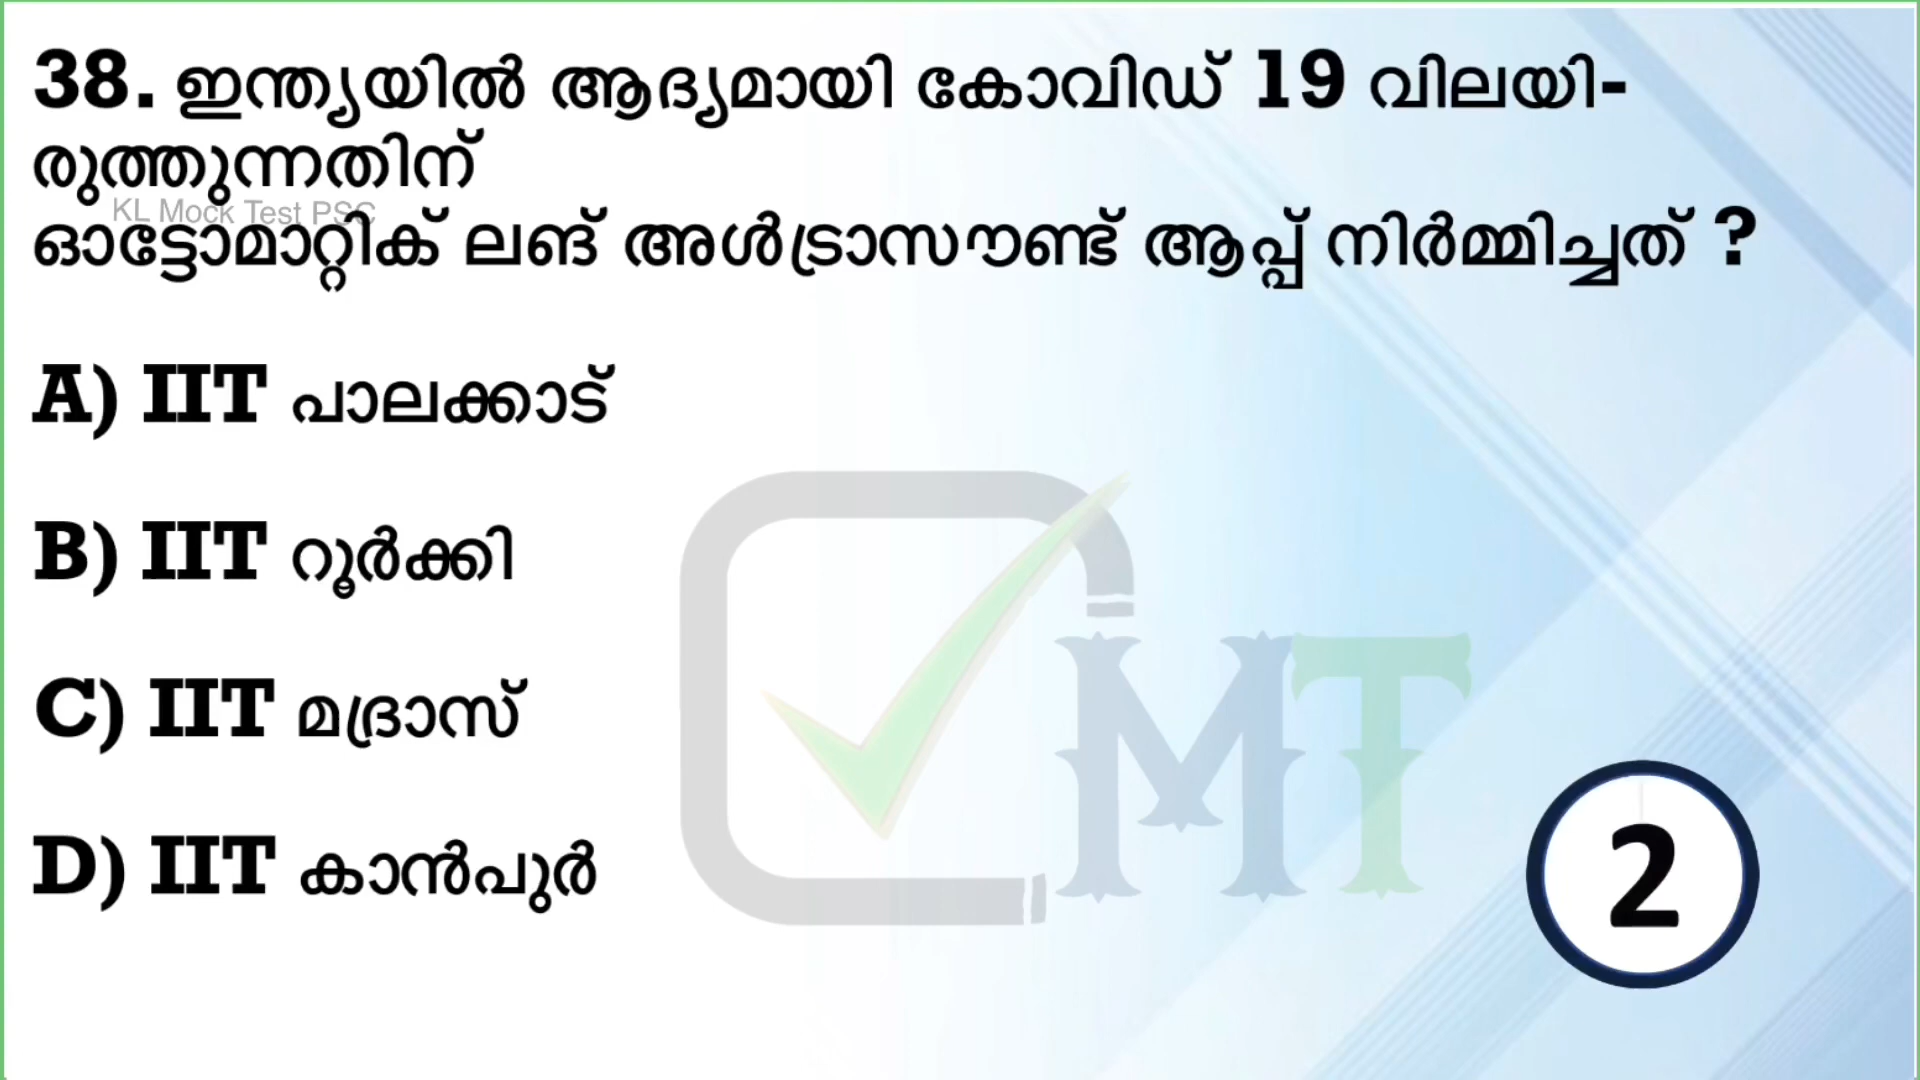 38. ഇന്ത്യയിൽ ആദ്യമായി കോവിഡ് 19 വിലയി-
രുത്തുന്നതിന്
KL Mock Test PSC
ഓട്ടോമാറ്റിക് ലങ് അൾട്രാസൗണ്ട് ആപ്പ് നിർമ്മിച്ചത് ?
A) IIT പാലക്കാട്
B) IIT റൂർക്കി
C) IIT മദ്രാസ്
D) IIT കാൻപുർ
MT
2